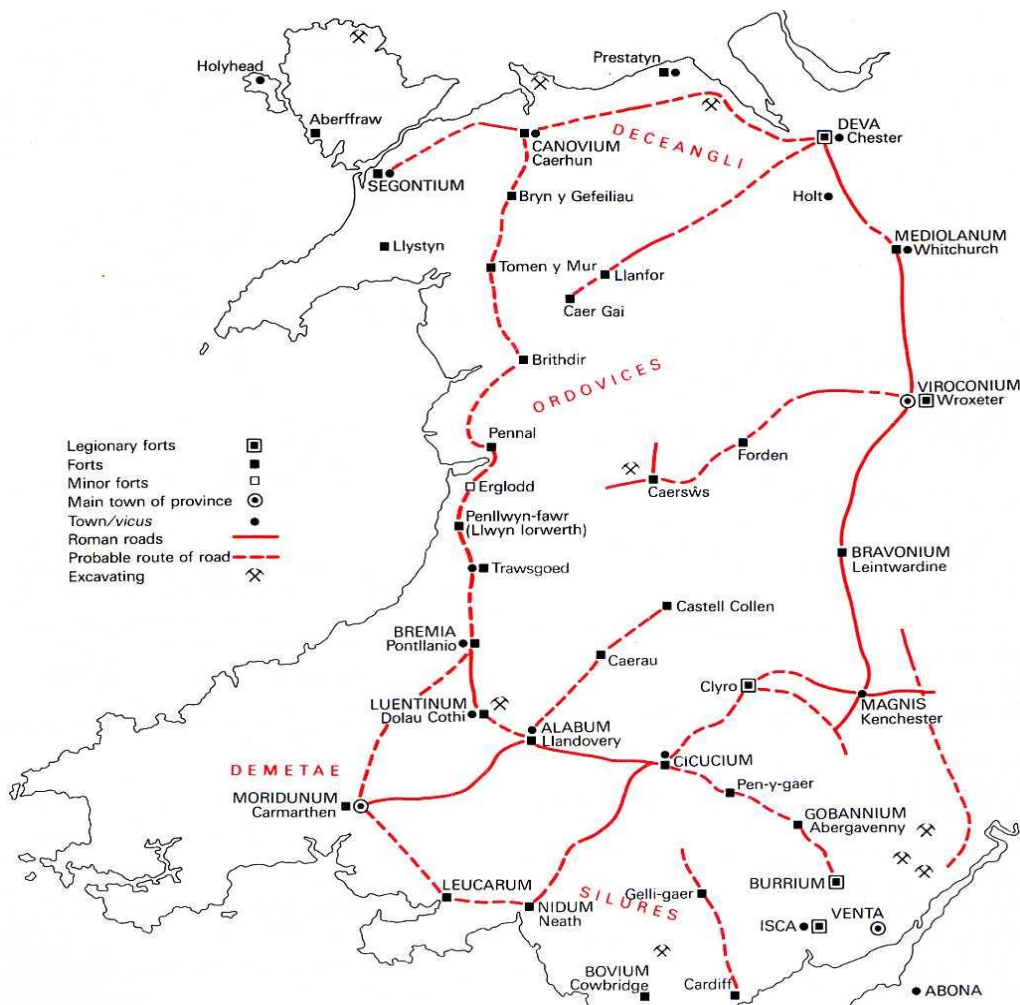 Holyhead
Aberffraw
SEGONTIUM
Prestatyn
CANOVIUM
Caerhun
DECEANGLI
DEVA
Chester
Bryn y Gefeiliau
Holt
Llystyn
MEDIOLANUM
Whitchurch
Tomen y Mur
Llanfor
Caer Gai
Brithdir
ORDOVICES
VIROCONIUM
Wroxeter
Pennal
Forden
Caersẇs
Erglodd
Penllwyn-fawr
(Llwyn Iorwerth)
Legionary forts
Forts
Minor forts
Main town of province
Town/vicus
Roman roads
Probable route of road
Excavating
BRAVONIUM
Leintwardine
Trawsgoed
Castell Collen
BREMIA
Pontllanio
Caerau
Clyro
MAGNIS
Kenchester
LUENTINUM
Dolau Cothi
ALABUM
Llandovery
CICUCIUM
DEMETAE
MORIDUNUM
Carmarthen
Pen-y-gaer
GOBANNIUM
Abergavenny
LEUCARUM
NIDUM
Neath
SILURES
Gelli-gaer
BURRIUM
ISCA
VENTA
BOVIUM
Cowbridge
Cardiff
ABONA